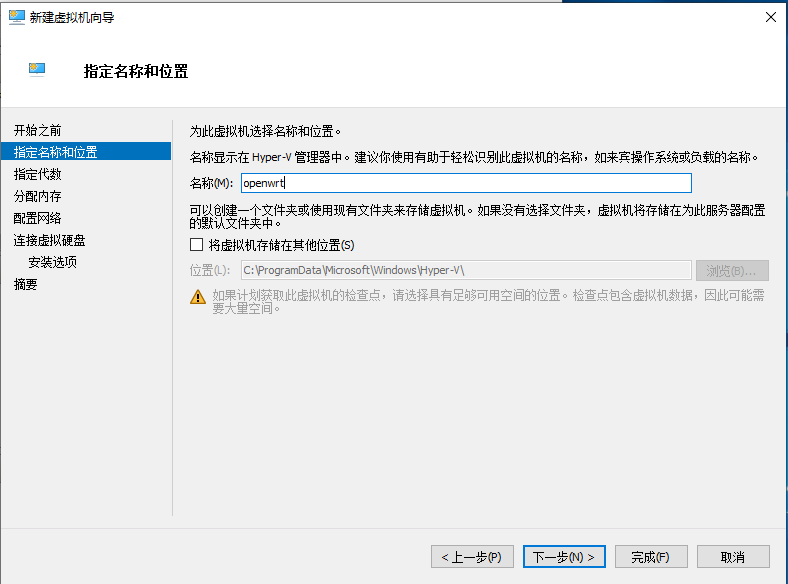 新建虚拟机向导
指定名称和位置
开始之前
指定名称和位置
指定代数
分配内存
配置网络
连接虚拟硬盘
安装选项
摘要
为此虚拟机选择名称和位置。
名称显示在 Hyper-V 管理器中。建议你使用有助于轻松识别此虚拟机的名称，如来宾操作系统或负载的名称。
名称(M): openwrt
可以创建一个文件夹或使用现有文件夹来存储虚拟机。如果没有选择文件夹，虚拟机将存储在为此服务器配置
的默认文件夹中。
将虚拟机存储在其他位置(S)
位置(L): C:\ProgramData\Microsoft\Windows\Hyper-V\ 浏览(B)...
如果计划获取此虚拟机的检查点，请选择具有足够可用空间的位置。检查点包含虚拟机数据，因此可能需
要大量空间。
< 上一步(P) 下一步(N) > 完成(F) 取消